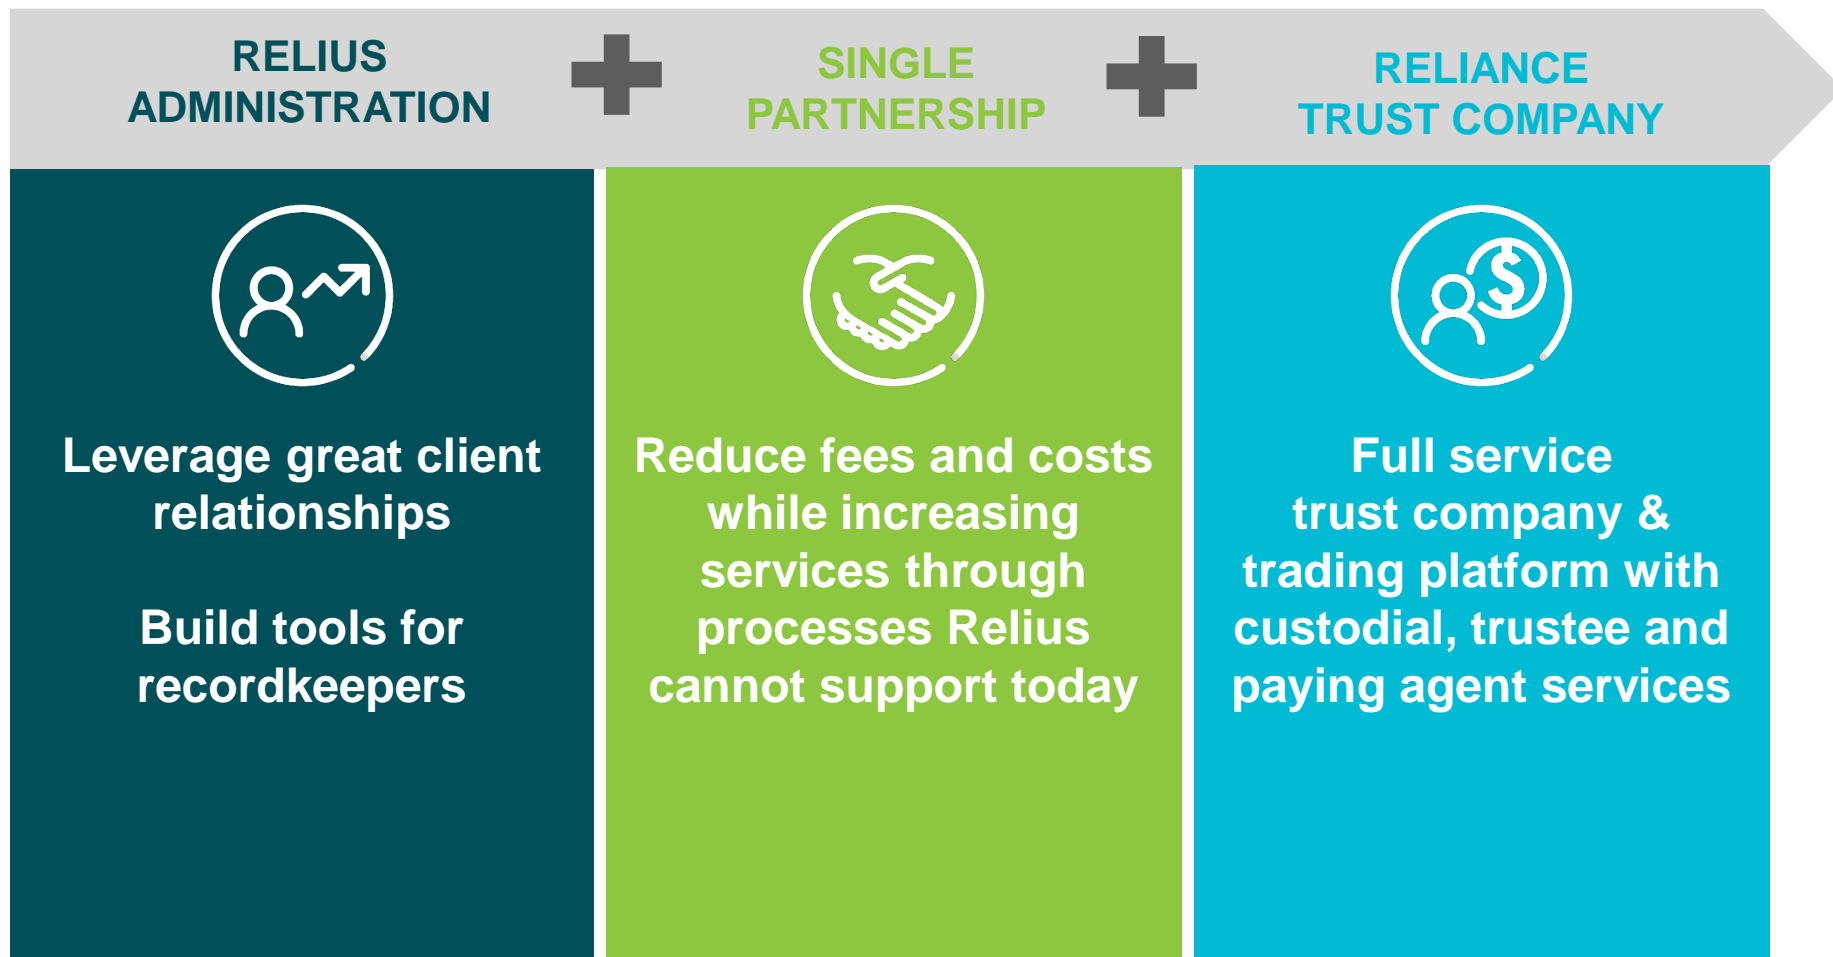 RELIUS
ADMINISTRATION
SINGLE
PARTNERSHIP
RELIANCE
TRUST COMPANY
Leverage great client
relationships
Build tools for
recordkeepers
Reduce fees and costs
while increasing
services through
processes Relius
cannot support today
Full service
trust company &
trading platform with
custodial, trustee and
paying agent services